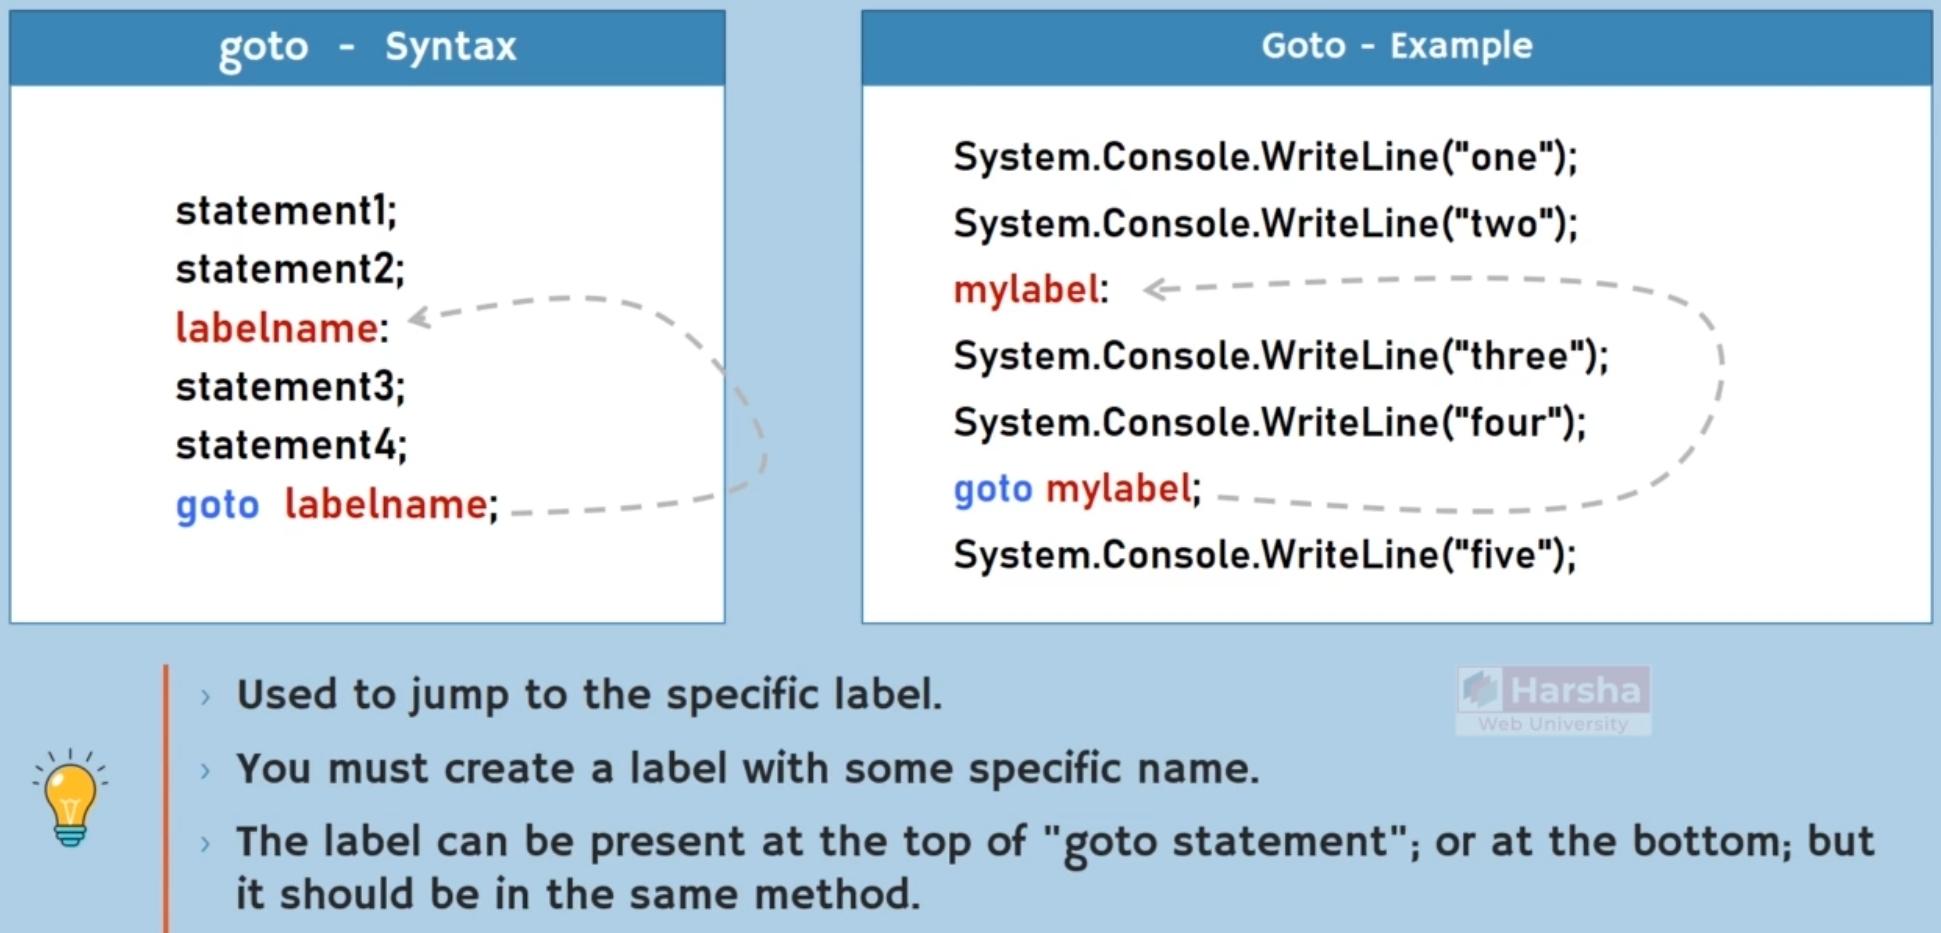 goto - Syntax
statement1;
statement2;
labelname:
statement3;
statement4;
goto labelname;
Goto - Example
System.Console.WriteLine("one");
System.Console.WriteLine("two");
mylabel:
System.Console.WriteLine("three");
System.Console.WriteLine("four");
goto mylabel;
System.Console.WriteLine("five");
› Used to jump to the specific label.
› You must create a label with some specific name.
› The label can be present at the top of "goto statement"; or at the bottom; but
it should be in the same method.
Harsha
Web University